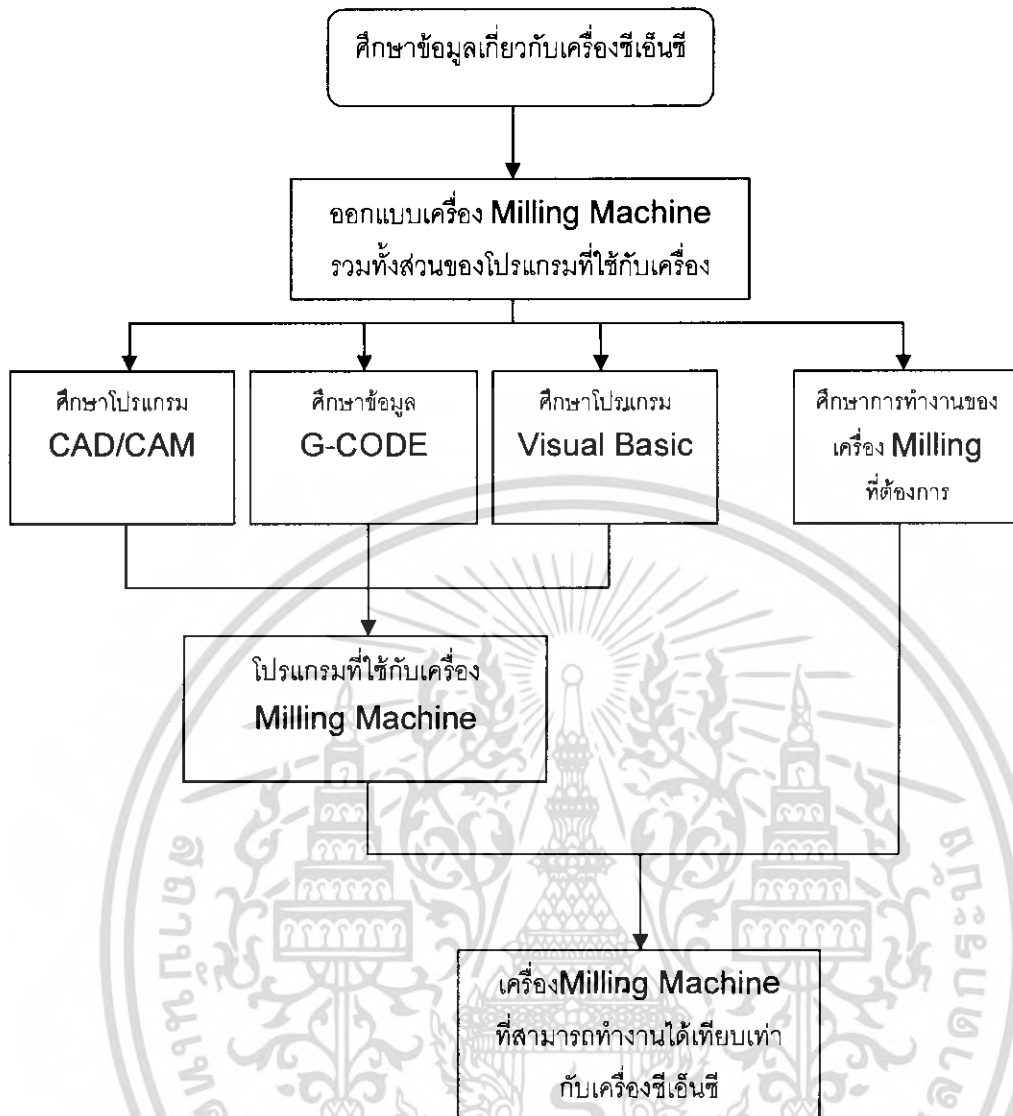 ศึกษาข้อมูลเกี่ยวกับเครื่องซีเอ็นซี
ออกแบบเครื่อง Milling Machine
รวมทั้งส่วนของโปรแกรมที่ใช้กับเครื่อง
ศึกษาโปรแกรม
CAD/CAM
ศึกษาข้อมูล
G-CODE
ศึกษาโปรแกรม
Visual Basic
ศึกษาการทำงานของ
เครื่อง Milling
ที่ต้องการ
โปรแกรมที่ใช้กับเครื่อง
Milling Machine
เครื่องMilling Machine
ที่สามารถทำงานได้เทียบเท่า
กับเครื่องซีเอ็นซี